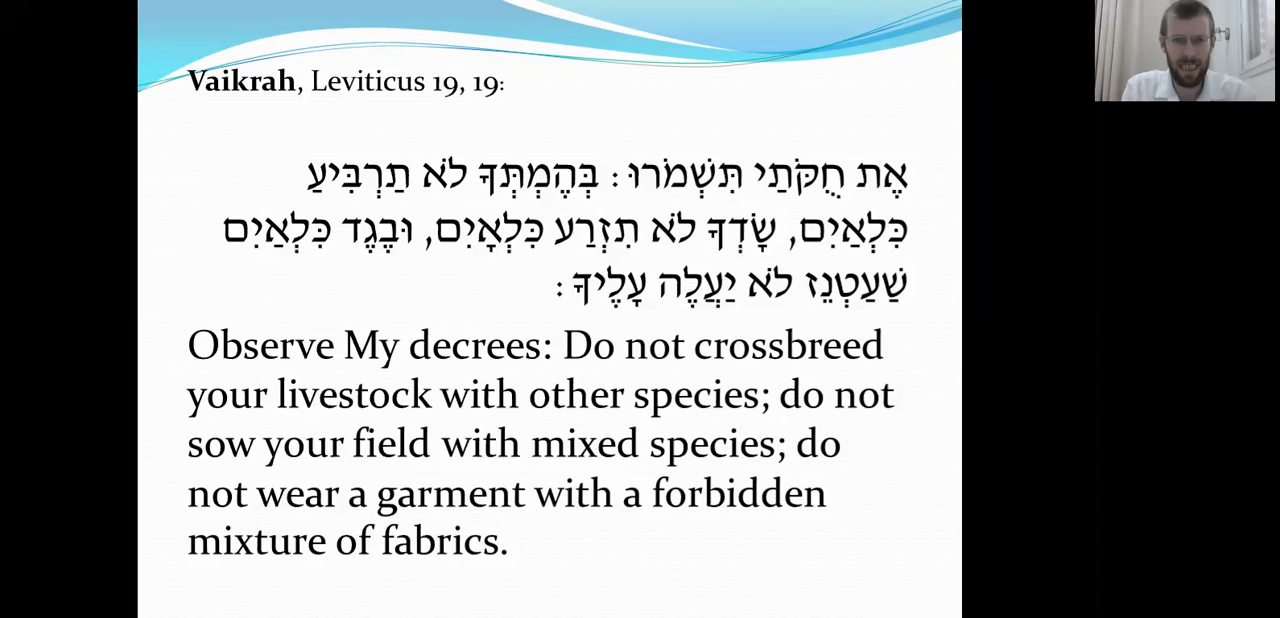 Vaikrah, Leviticus 19, 19:
אֶת חֻקֹּתַי תִּשְׁמֹרוּ : בְּהֶמְתְּךָ לֹא תַרְבִּיעַ
כִּלְאַיִם, שָׂדְךָ לֹא תִזְרַע כִּלְאָיִם, וּבֶגֶד כִּלְאַיִם
שַׁעַטְנֵז לֹא יַעֲלֶה עָלֶיךָ :
Observe My decrees: Do not crossbreed
your livestock with other species; do not
sow your field with mixed species; do
not wear a garment with a forbidden
mixture of fabrics.